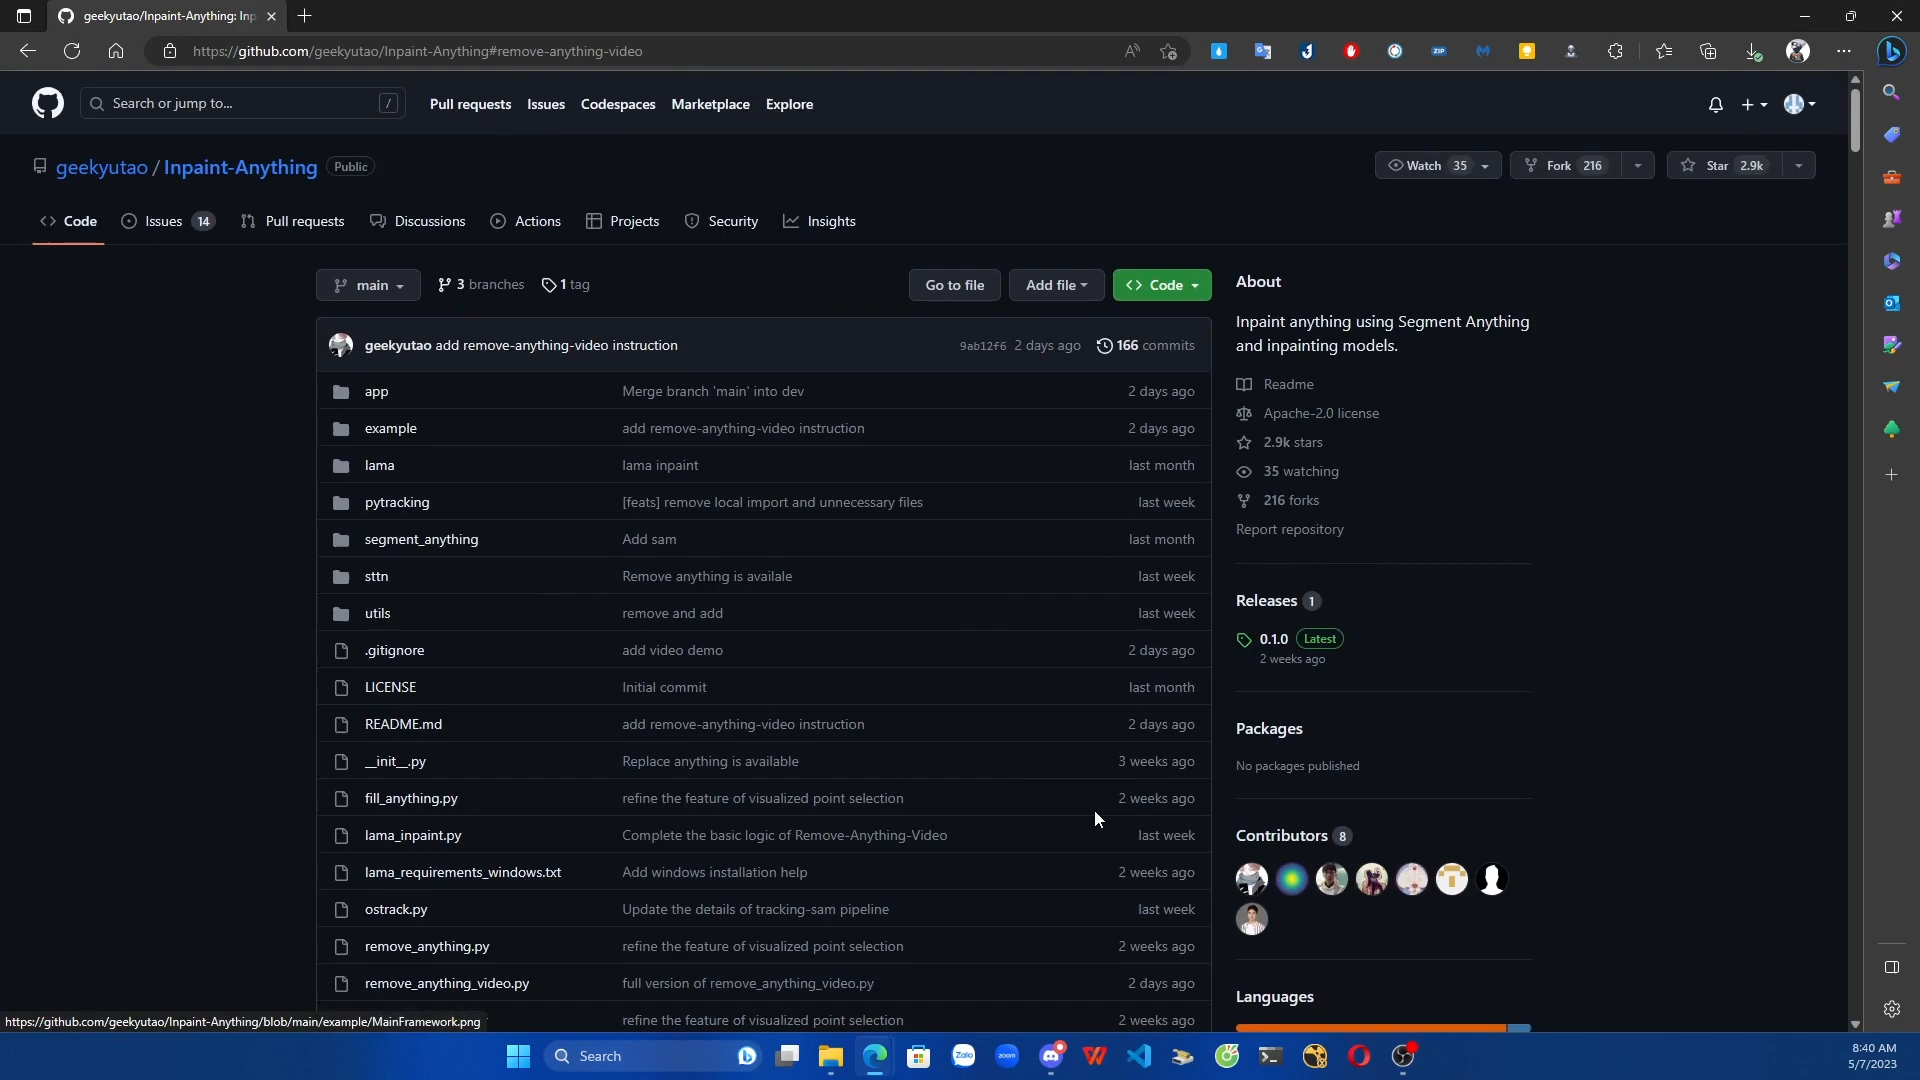 geekyutao/Inpaint-Anything: Inp
https://github.com/geekyutao/Inpaint-Anything#remove-anything-video
Search or jump to...
/
Pull requests
Issues
Codespaces
Marketplace
Explore
geekyutao / Inpaint-Anything
Public
Watch 35
Fork 216
Star 2.9k
Code
Issues 14
Pull requests
Discussions
Actions
Projects
Security
Insights
main
3 branches
1 tag
Go to file
Add file
Code
geekyutao add remove-anything-video instruction 9ab12f6 2 days ago 166 commits
app Merge branch 'main' into dev 2 days ago
example add remove-anything-video instruction 2 days ago
lama lama inpaint last month
pytracking [feats] remove local import and unnecessary files last week
segment_anything Add sam last month
sttn Remove anything is availale last week
utils remove and add last week
.gitignore add video demo 2 days ago
LICENSE Initial commit last month
README.md add remove-anything-video instruction 2 days ago
__init__.py Replace anything is available 3 weeks ago
fill_anything.py refine the feature of visualized point selection 2 weeks ago
lama_inpaint.py Complete the basic logic of Remove-Anything-Video last week
lama_requirements_windows.txt Add windows installation help 2 weeks ago
ostrack.py Update the details of tracking-sam pipeline last week
remove_anything.py refine the feature of visualized point selection 2 weeks ago
remove_anything_video.py full version of remove_anything_video.py 2 days ago
refine the feature of visualized point selection 2 weeks ago
About
Inpaint anything using Segment Anything
and inpainting models.
Readme
Apache-2.0 license
2.9k stars
35 watching
216 forks
Report repository
Releases 1
0.1.0 Latest
2 weeks ago
Packages
No packages published
Contributors 8
Languages
https://github.com/geekyutao/Inpaint-Anything/blob/main/example/MainFramework.png
Search
Zalo
zoom
8:40 AM
5/7/2023
ZIP